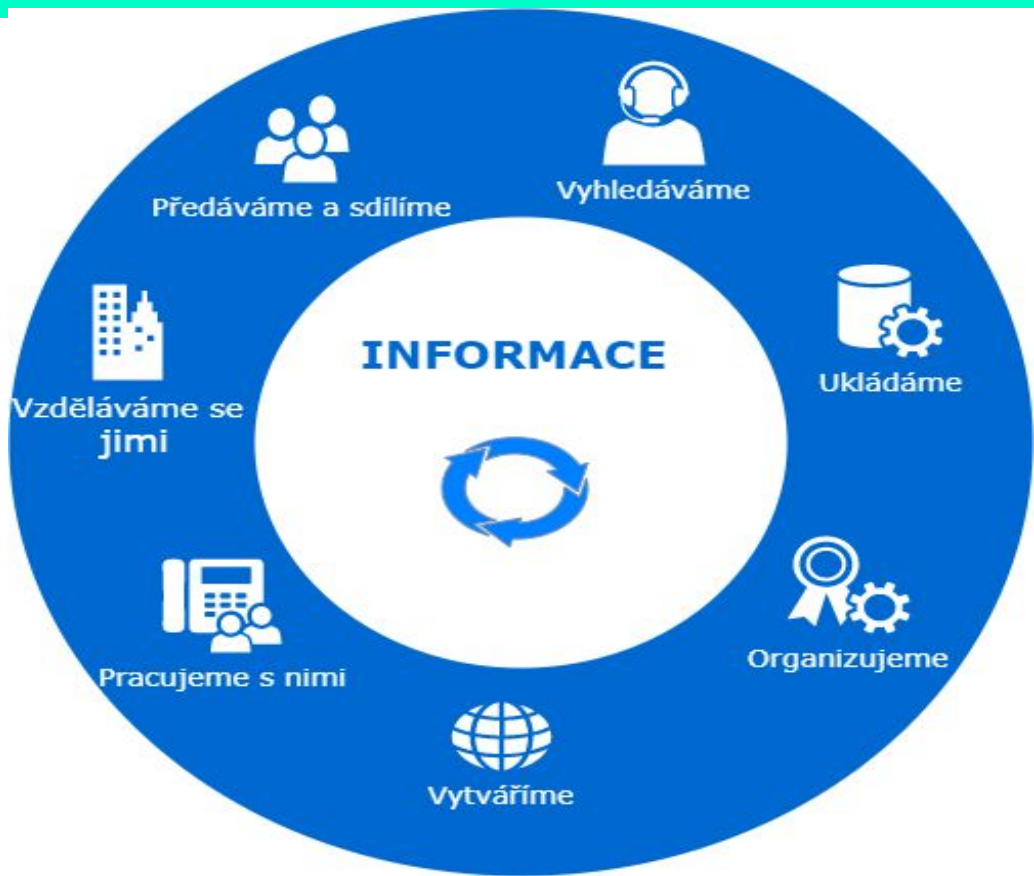 Vyhledáváme
Předáváme a sdílíme
INFORMACE
Ukládáme
Vzděláváme se
jimi
Organizujeme
Pracujeme s nimi
Vytváříme